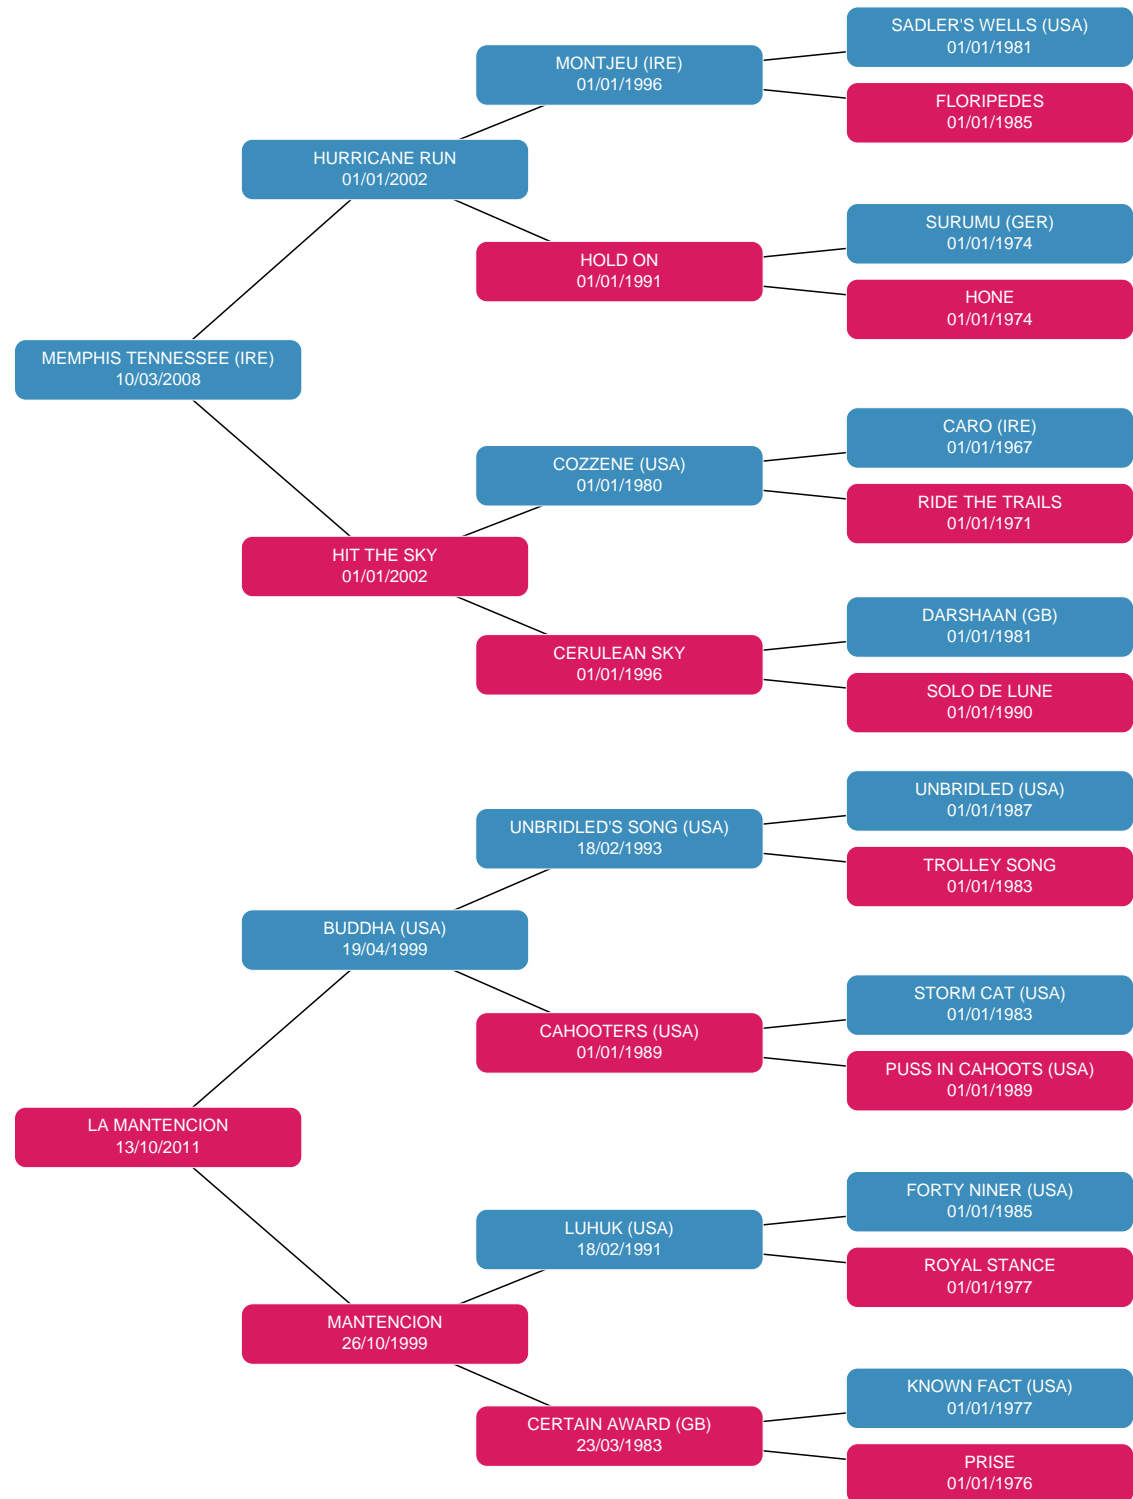 SADLER'S WELLS (USA)
01/01/1981
MONTJEU (IRE)
01/01/1996
FLORIPEDES
01/01/1985
HURRICANE RUN
01/01/2002
SURUMU (GER)
01/01/1974
HOLD ON
01/01/1991
HONE
01/01/1974
MEMPHIS TENNESSEE (IRE)
10/03/2008
CARO (IRE)
01/01/1967
COZZENE (USA)
01/01/1980
RIDE THE TRAILS
01/01/1971
HIT THE SKY
01/01/2002
DARSHAAN (GB)
01/01/1981
CERULEAN SKY
01/01/1996
SOLO DE LUNE
01/01/1990
UNBRIDLED (USA)
01/01/1987
UNBRIDLED'S SONG (USA)
18/02/1993
TROLLEY SONG
01/01/1983
BUDDHA (USA)
19/04/1999
STORM CAT (USA)
01/01/1983
CAHOOTERS (USA)
01/01/1989
PUSS IN CAHOOTS (USA)
01/01/1989
LA MANTENCION
13/10/2011
FORTY NINER (USA)
01/01/1985
LUHUK (USA)
18/02/1991
ROYAL STANCE
01/01/1977
MANTENCION
26/10/1999
KNOWN FACT (USA)
01/01/1977
CERTAIN AWARD (GB)
23/03/1983
PRISE
01/01/1976